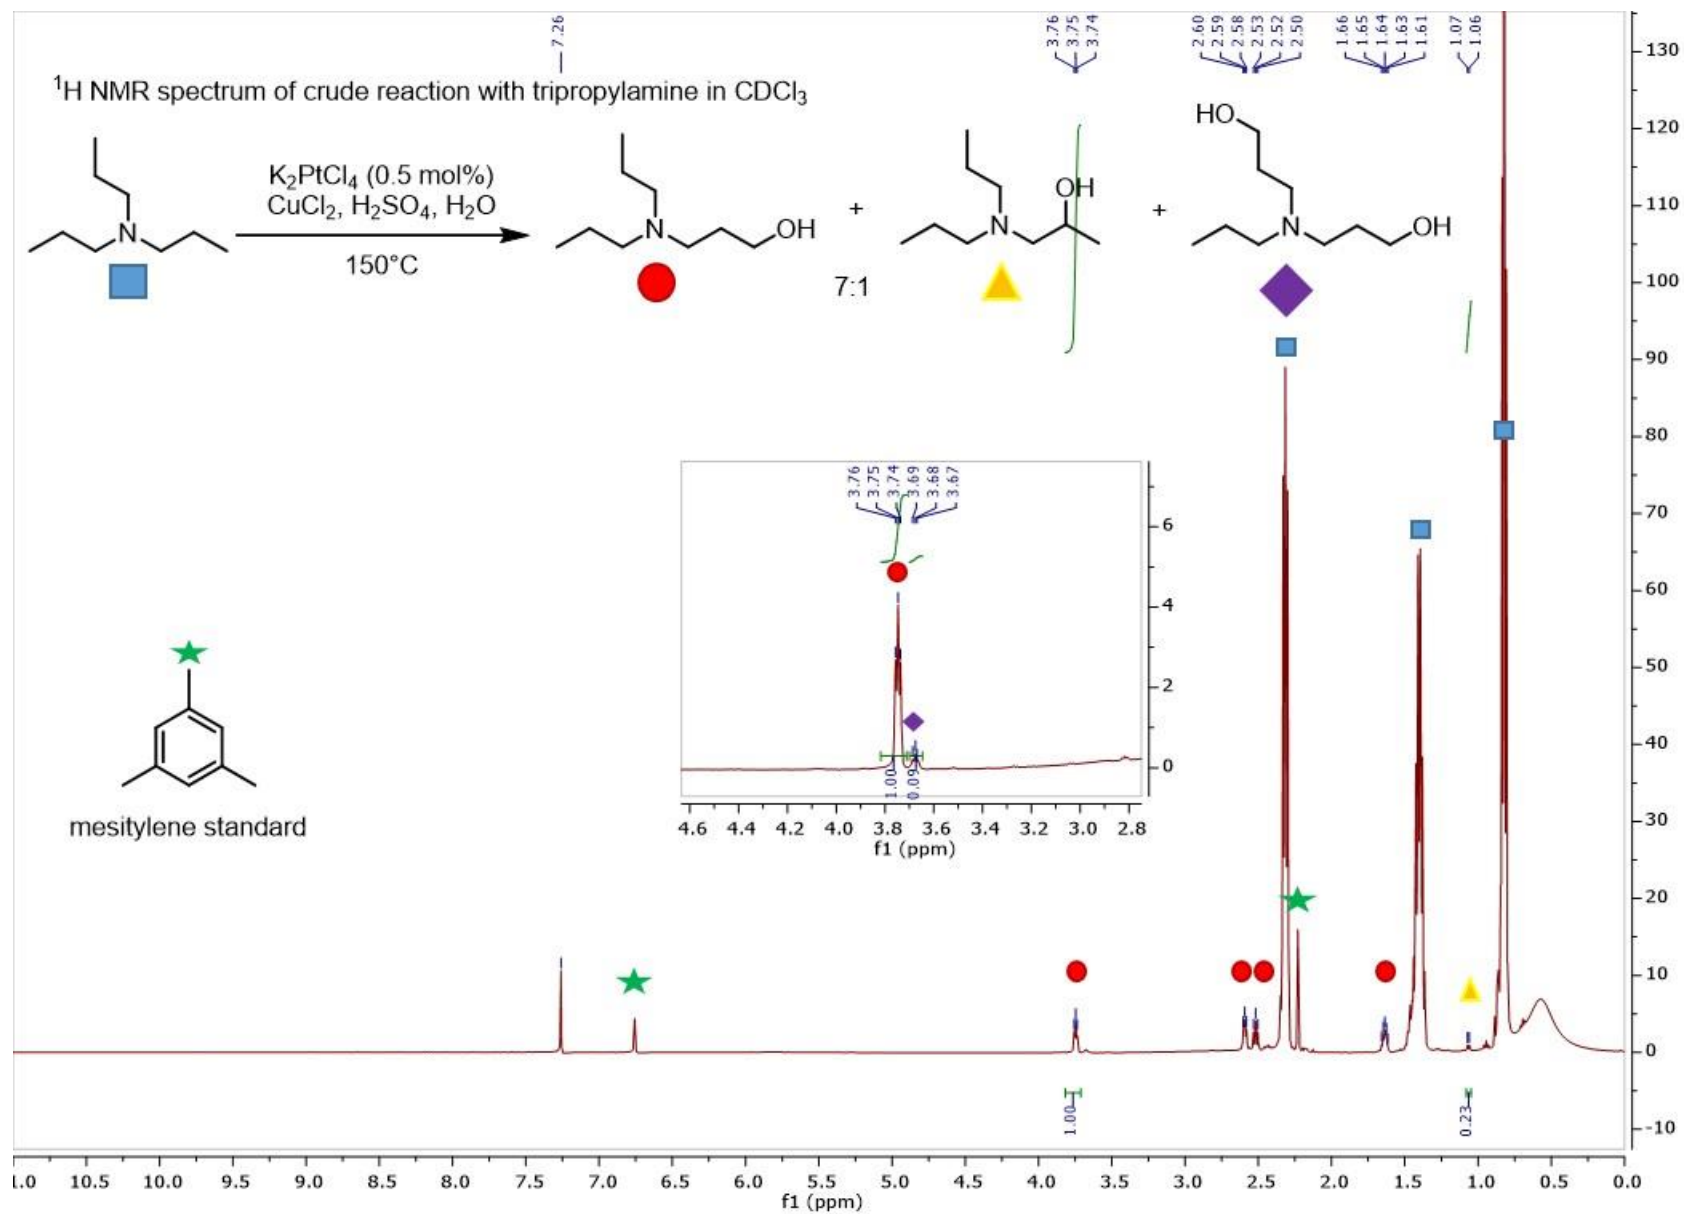 7.26
3.76
3.75
3.74
2.60
2.59
2.58
2.53
2.52
2.50
1.66
1.65
1.64
1.63
1.61
1.07
1.06
¹H NMR spectrum of crude reaction with tripropylamine in CDCl₃
K₂PtCl₄ (0.5 mol%)
CuCl₂, H₂SO₄, H₂O
150°C
N
N
OH
+
7:1
N
OH
+
HO
N
OH
130
120
110
100
90
80
70
60
50
40
30
20
10
0
-10
3.76
3.75
3.74
3.69
3.68
3.67
6
4
2
0
1.00
0.09
4.6 4.4 4.2 4.0 3.8 3.6 3.4 3.2 3.0 2.8
f1 (ppm)
mesitylene standard
1.00
0.23
1.0 10.5 10.0 9.5 9.0 8.5 8.0 7.5 7.0 6.5 6.0 5.5 5.0 4.5 4.0 3.5 3.0 2.5 2.0 1.5 1.0 0.5 0.0
f1 (ppm)